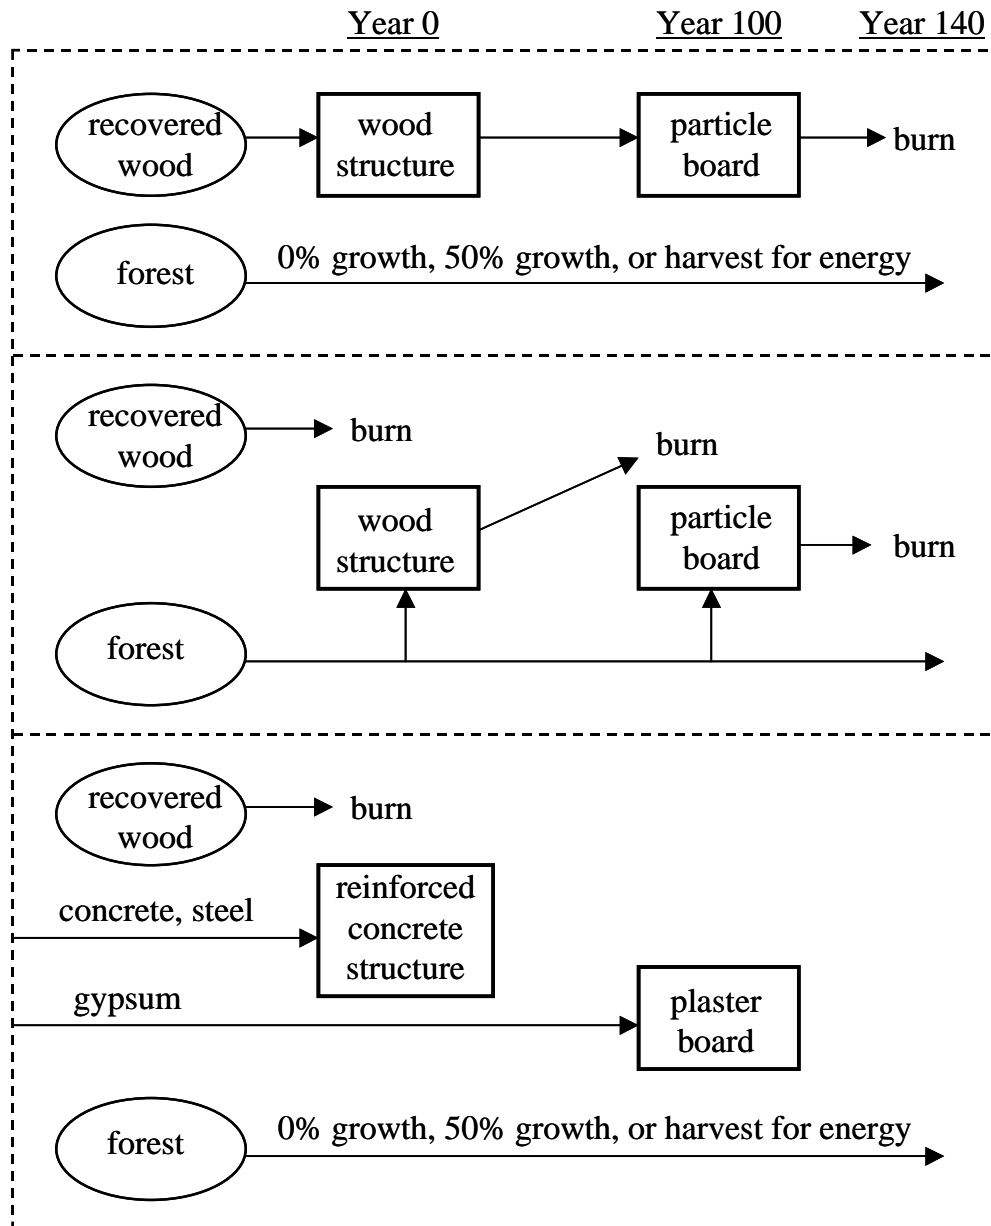 Year 0 Year 100 Year 140
recovered
wood
wood
structure
particle
board
burn
forest
0% growth, 50% growth, or harvest for energy
recovered
wood
burn
burn
wood
structure
particle
board
burn
forest
recovered
wood
burn
concrete, steel
reinforced
concrete
structure
gypsum
plaster
board
forest
0% growth, 50% growth, or harvest for energy